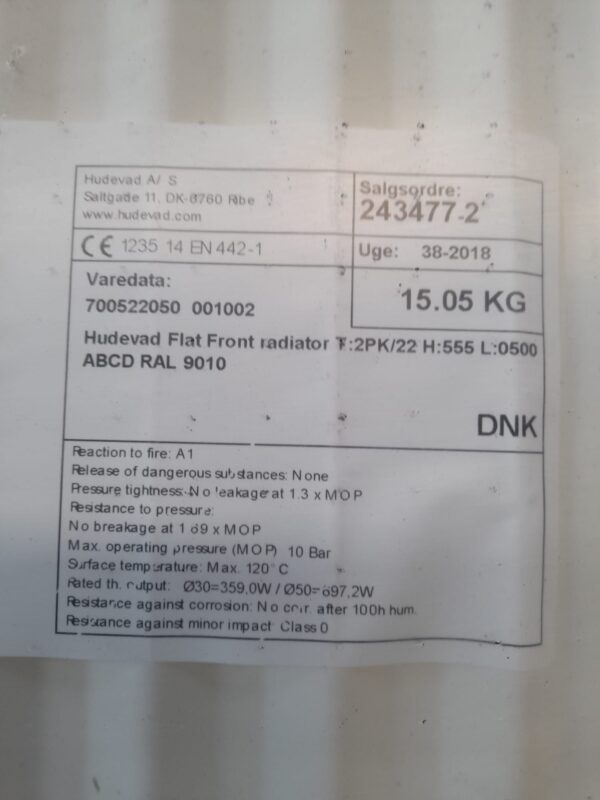 Hudevad A/S
Saltgade 11, DK-6760 Ribe
www.hudevad.com
Salgsordre:
243477-2
CE 1235 14 EN 442-1
Uge: 38-2018
Varedata:
700522050 001002
15.05 KG
Hudevad Flat Front radiator T:2PK/22 H:555 L:0500
ABCD RAL 9010
DNK
Reaction to fire: A1
Release of dangerous substances: None
Pressure tightness: No leakage at 1.3 x MOP
Resistance to pressure:
No breakage at 1.69 x MOP
Max. operating pressure (MOP) 10 Bar
Surface temperature: Max. 120°C
Rated th. output: Ø30=359,0W / Ø50=697,2W
Resistance against corrosion: No corr. after 100h hum.
Resistance against minor impact: Class 0